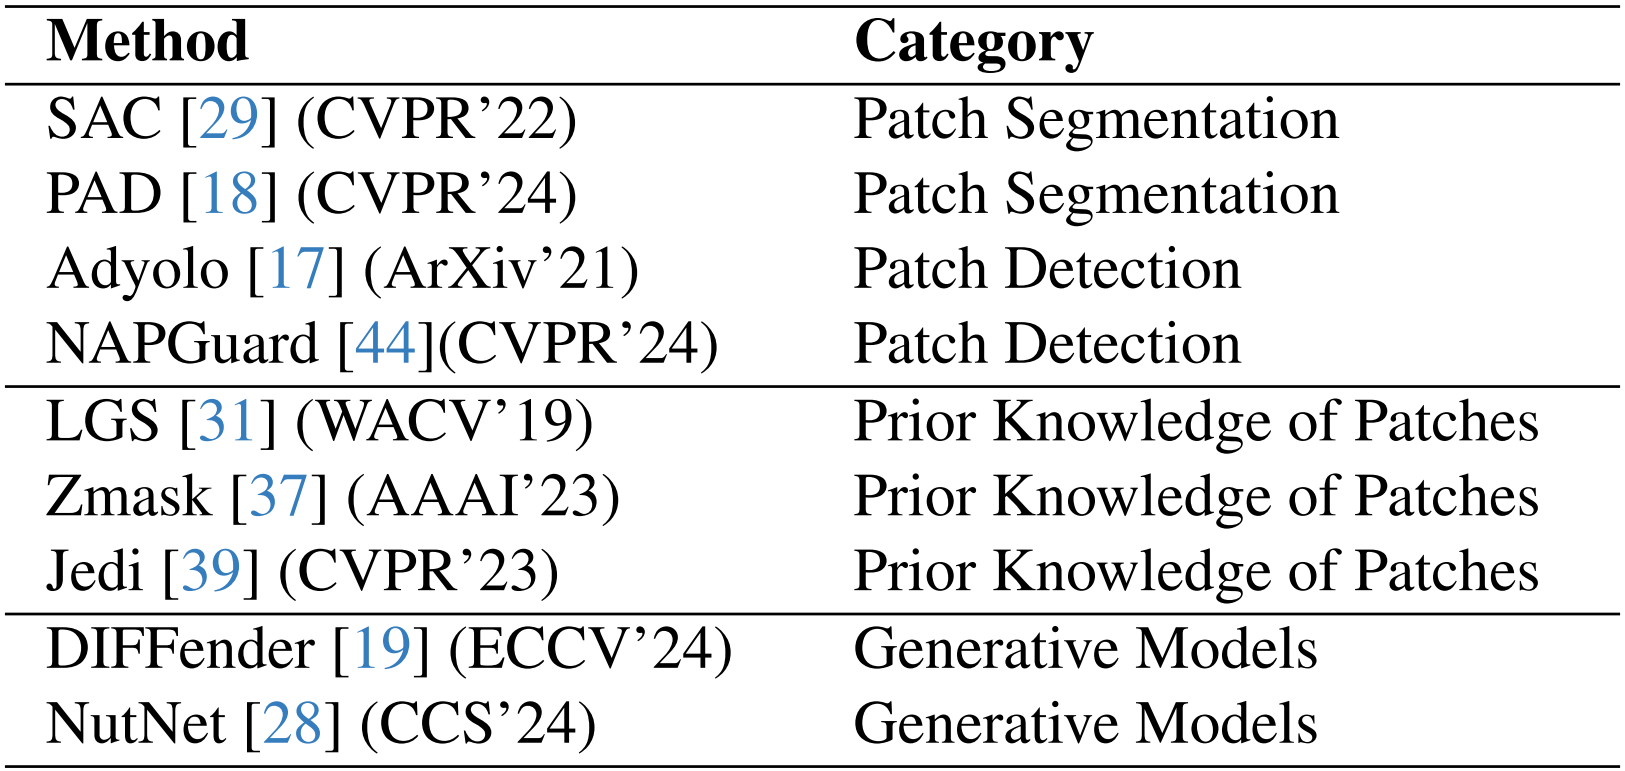 Method Category
SAC [29] (CVPR’22) Patch Segmentation
PAD [18] (CVPR’24) Patch Segmentation
Adyolo [17] (ArXiv’21) Patch Detection
NAPGuard [44](CVPR’24) Patch Detection
LGS [31] (WACV’19) Prior Knowledge of Patches
Zmask [37] (AAAI’23) Prior Knowledge of Patches
Jedi [39] (CVPR’23) Prior Knowledge of Patches
DIFFender [19] (ECCV’24) Generative Models
NutNet [28] (CCS’24) Generative Models